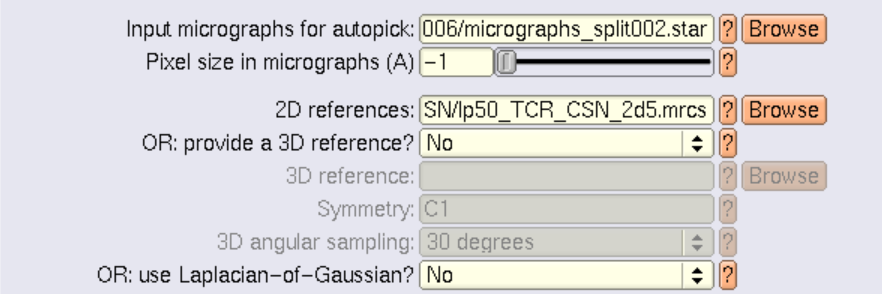 Input micrographs for autopick: 006/micrographs_split002.star ? Browse
Pixel size in micrographs (A) -1 ?
2D references: SN/lp50_TCR_CSN_2d5.mrcs ? Browse
OR: provide a 3D reference? No ?
3D reference: ? Browse
Symmetry: C1 ?
3D angular sampling: 30 degrees ?
OR: use Laplacian-of-Gaussian? No ?